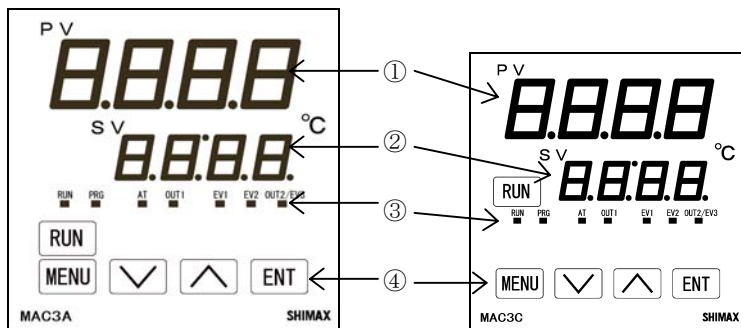 PV
8.8.8.8
SV
8.8.8.8.
°C
RUN PRG AT OUT1 EV1 EV2 OUT2/EV3
RUN
MENU ENT
MAC3A SHIMAX
①
②
③
④
PV
8.8.8.8
°C
SV
8.8.8.8.
RUN
RUN PRG AT OUT1 EV1 EV2 OUT2/EV3
MENU ENT
MAC3C SHIMAX